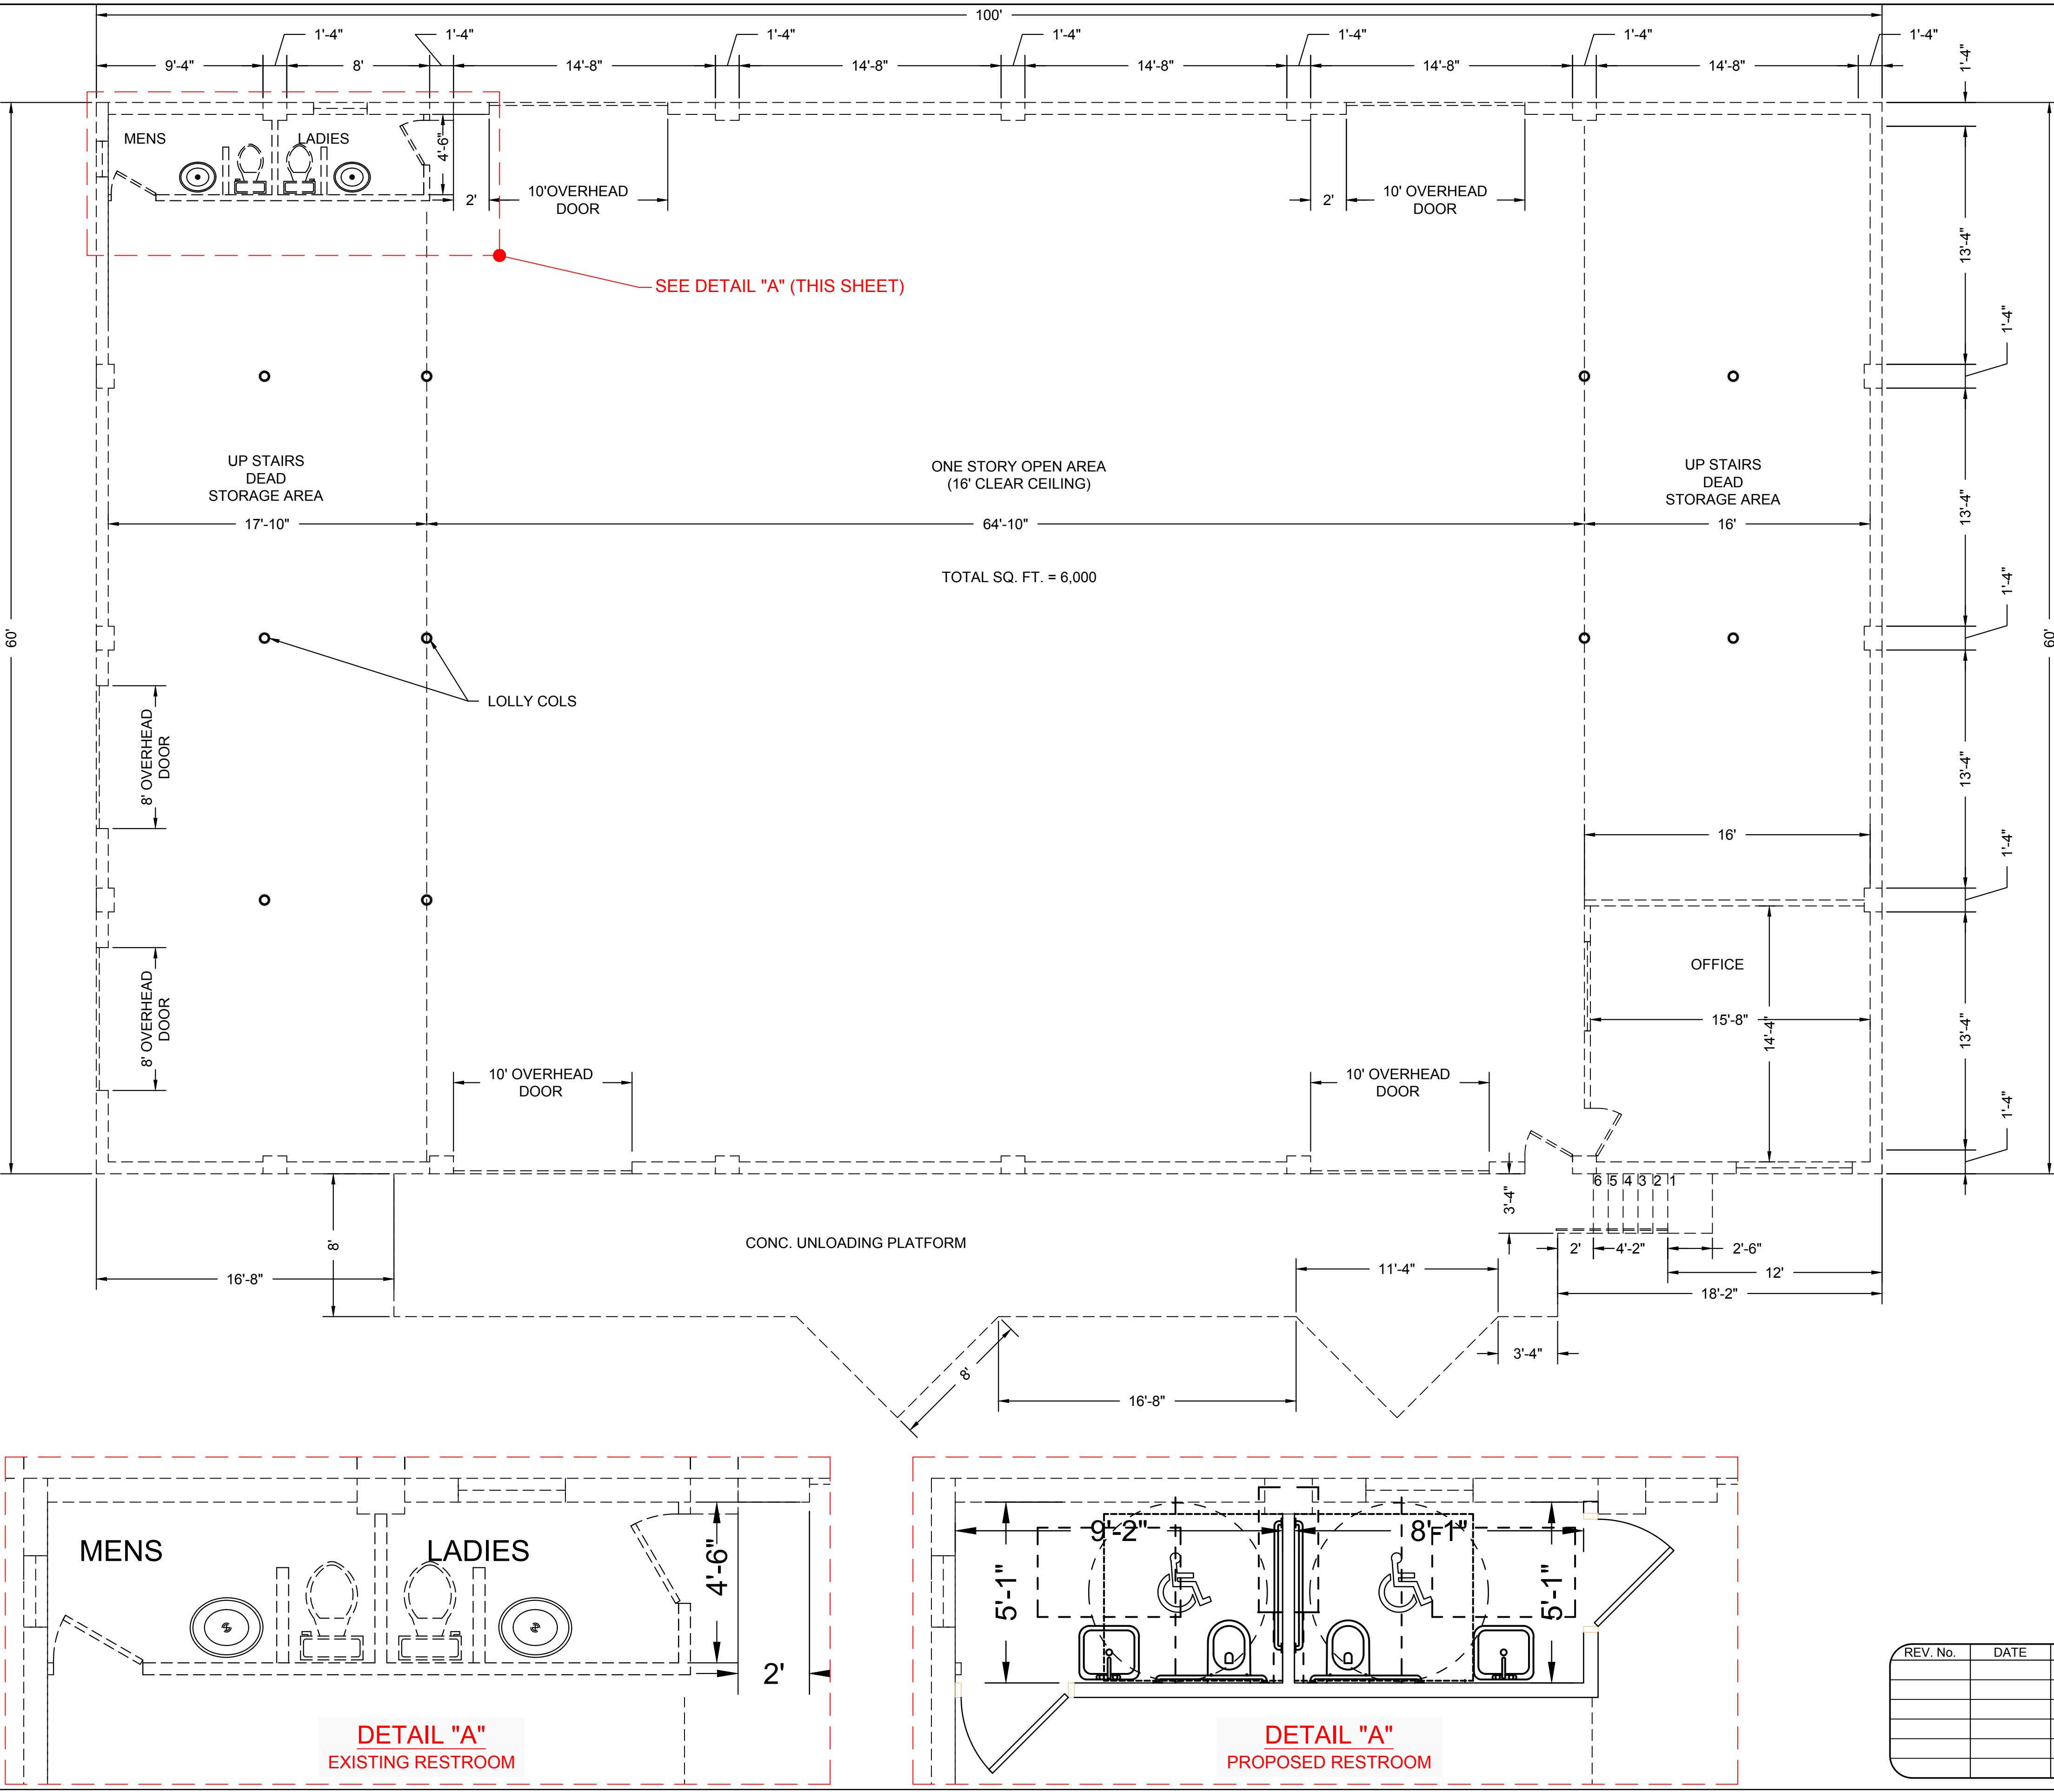 100'
1'-4"
1'-4"
1'-4"
1'-4"
1'-4"
1'-4"
1'-4"
9'-4"
8'
14'-8"
14'-8"
14'-8"
14'-8"
14'-8"
1'-4"
MENS
LADIES
4'-6"
2'
10'OVERHEAD
DOOR
2'
10' OVERHEAD
DOOR
13'-4"
SEE DETAIL "A" (THIS SHEET)
1'-4"
UP STAIRS
DEAD
STORAGE AREA
ONE STORY OPEN AREA
(16' CLEAR CEILING)
UP STAIRS
DEAD
STORAGE AREA
13'-4"
17'-10"
64'-10"
16'
TOTAL SQ. FT. = 6,000
1'-4"
60'
60'
LOLLY COLS
8' OVERHEAD
DOOR
13'-4"
16'
1'-4"
OFFICE
8' OVERHEAD
DOOR
15'-8"
14'-4"
13'-4"
10' OVERHEAD
DOOR
10' OVERHEAD
DOOR
1'-4"
6 5 4 3 2 1
3'-4"
8'
CONC. UNLOADING PLATFORM
2'
4'-2"
2'-6"
16'-8"
11'-4"
12'
18'-2"
3'-4"
8'
16'-8"
MENS
LADIES
4'-6"
2'
DETAIL "A"
EXISTING RESTROOM
9'-2"
8'-1"
5'-1"
5'-1"
DETAIL "A"
PROPOSED RESTROOM
REV. No.
DATE